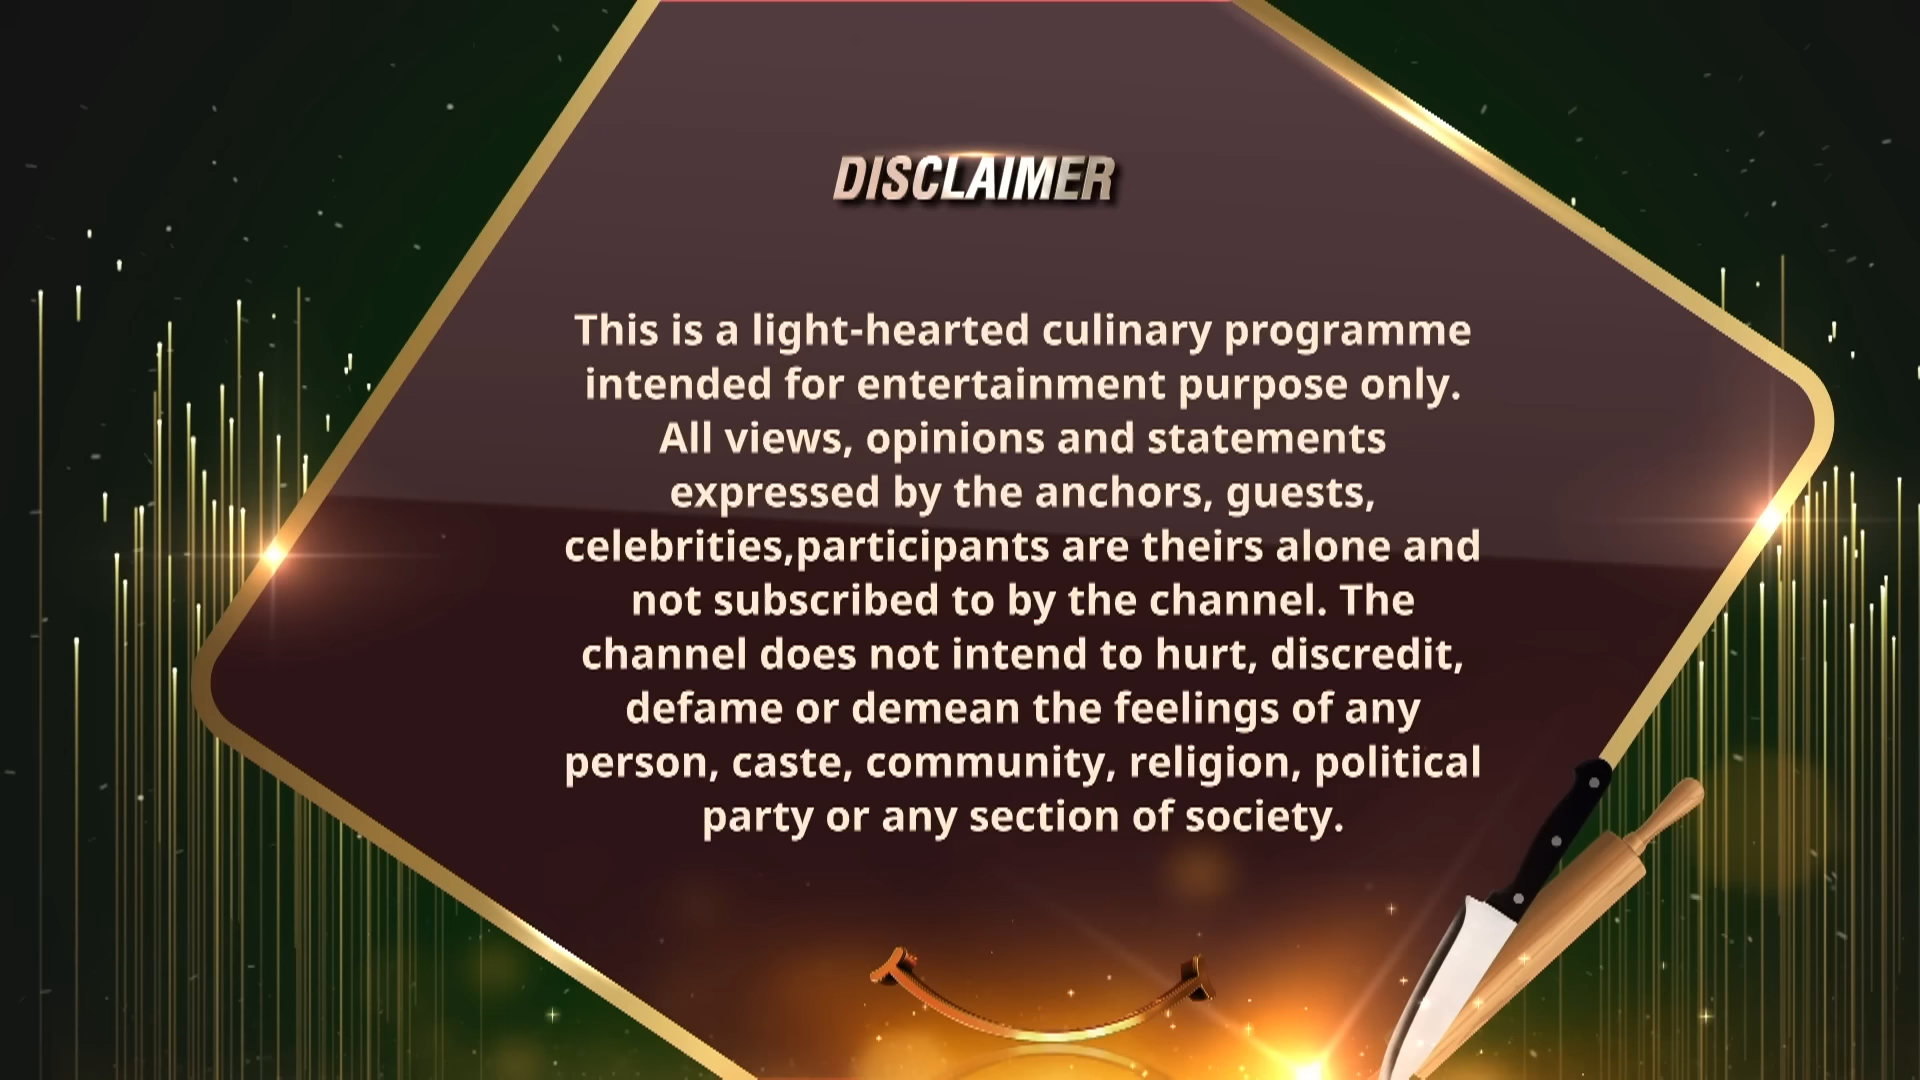 DISCLAIMER
This is a light-hearted culinary programme
intended for entertainment purpose only.
All views, opinions and statements
expressed by the anchors, guests,
celebrities,participants are theirs alone and
not subscribed to by the channel. The
channel does not intend to hurt, discredit,
defame or demean the feelings of any
person, caste, community, religion, political
party or any section of society.